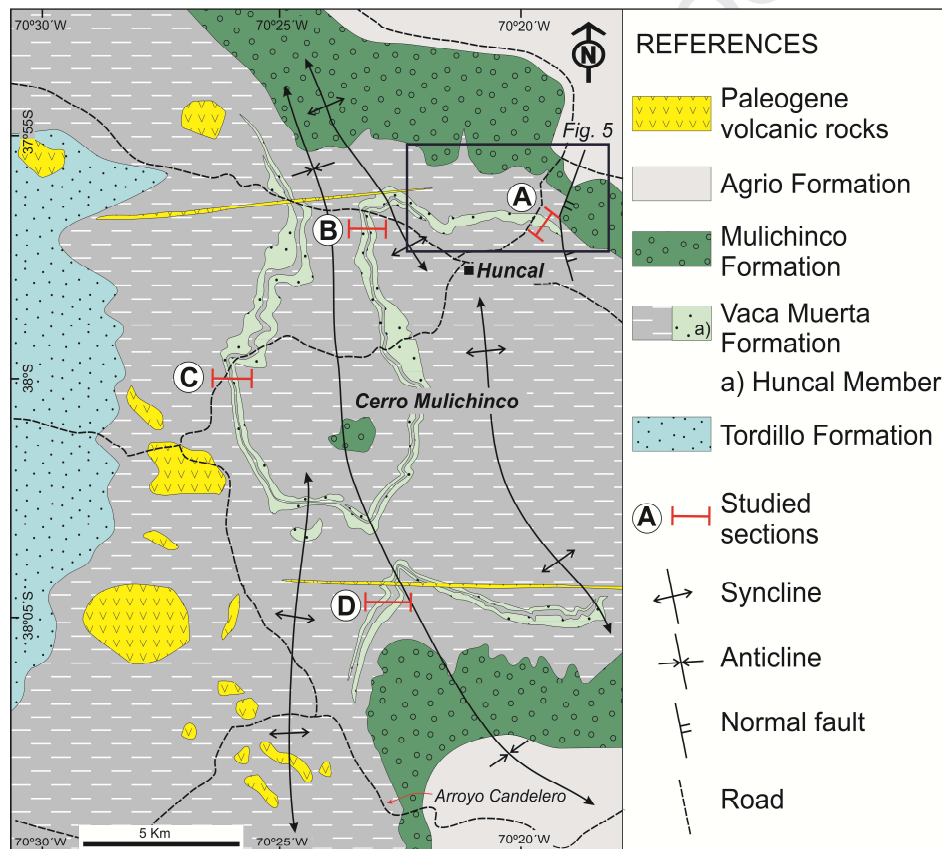 70°30´W
70°25´W
70°20´W
N
37°55S
Fig. 5
A
B
Huncal
38°S
C
Cerro Mulichinco
38°05´S
D
Arroyo Candelero
5 Km
70°30´W
70°25´W
70°20´W
REFERENCES
Paleogene
volcanic rocks
Agrio Formation
Mulichinco
Formation
a)
Vaca Muerta
Formation
a) Huncal Member
Tordillo Formation
A
Studied
sections
Syncline
Anticline
Normal fault
Road